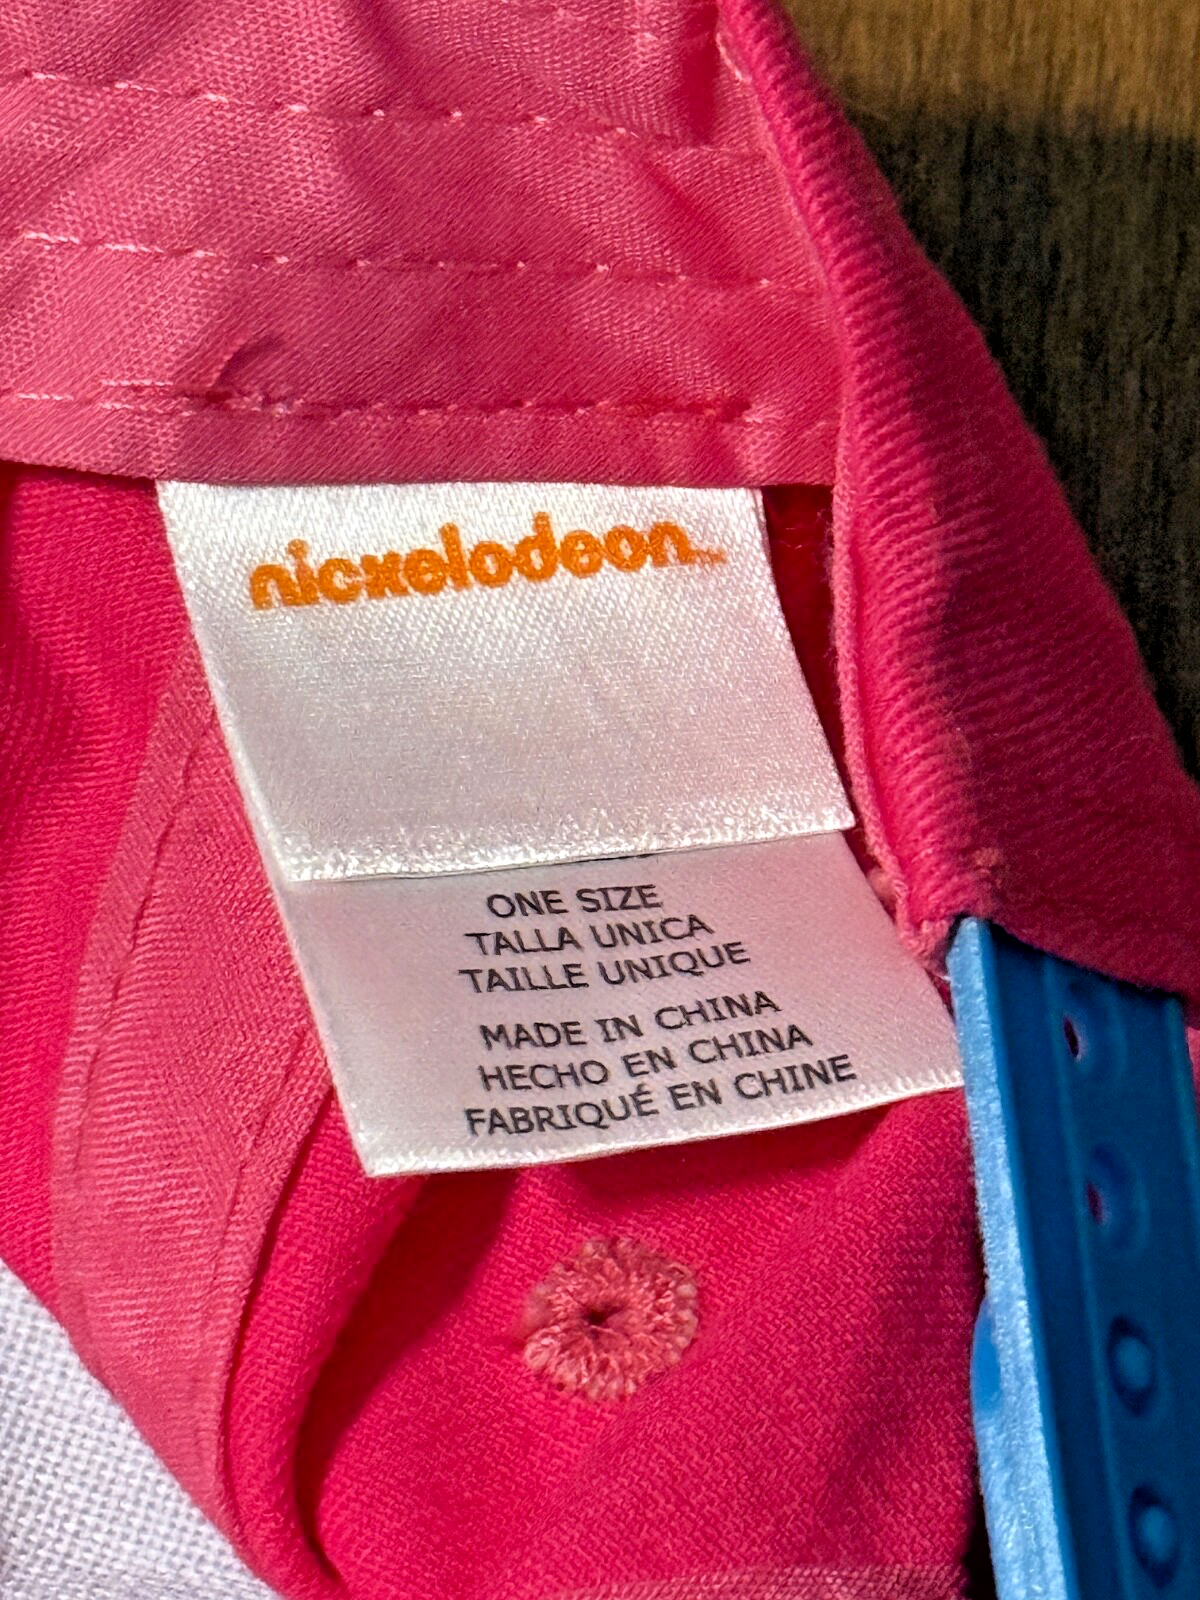 nickelodeon
ONE SIZE
TALLA UNICA
TAILLE UNIQUE
MADE IN CHINA
HECHO EN CHINA
FABRIQUÉ EN CHINE